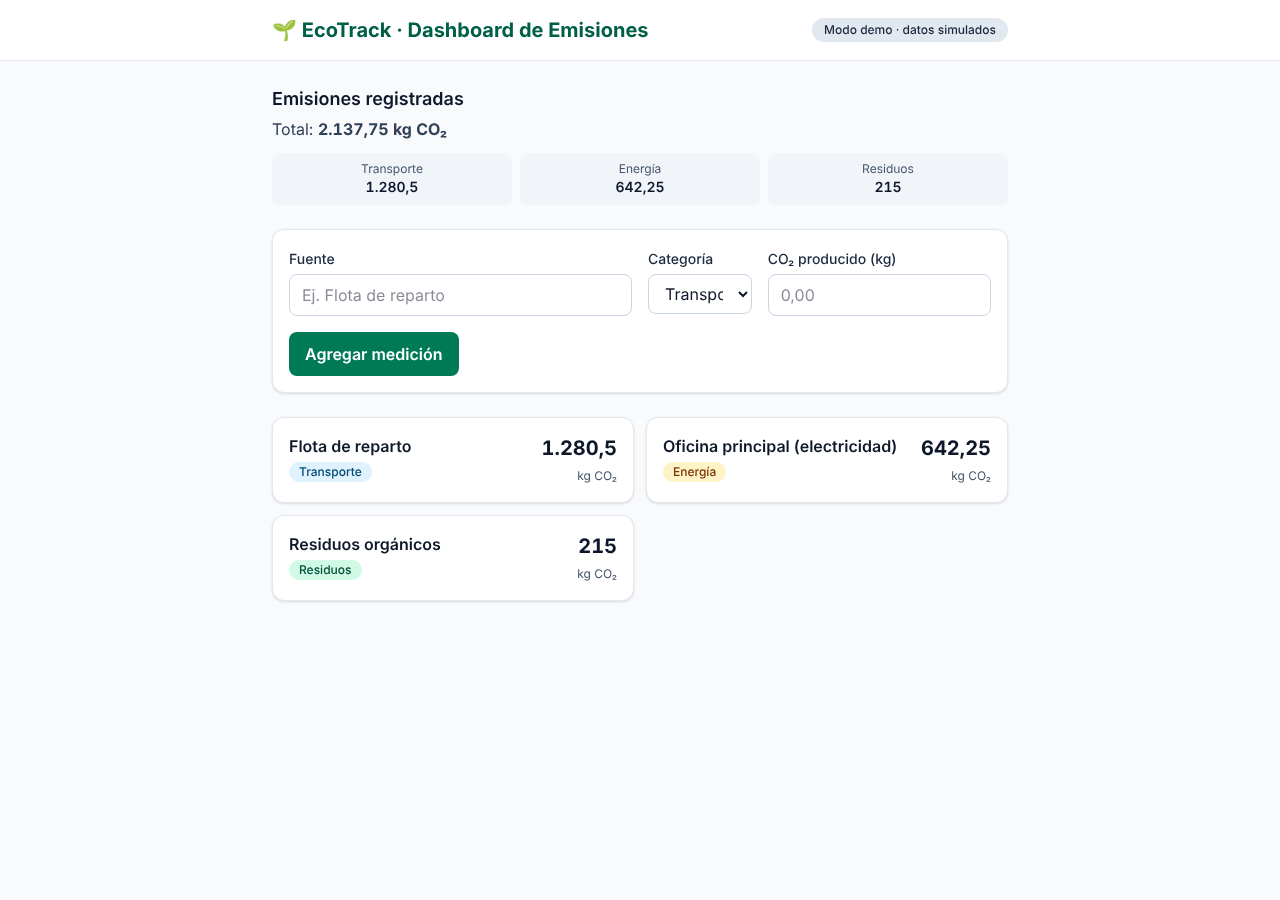 🌱 EcoTrack · Dashboard de Emisiones
Modo demo · datos simulados
Emisiones registradas
Total: 2.137,75 kg CO₂
Transporte
1.280,5
Energía
642,25
Residuos
215
Fuente
Ej. Flota de reparto
Categoría
Transpo
CO₂ producido (kg)
0,00
Agregar medición
Flota de reparto
Transporte
1.280,5
kg CO₂
Oficina principal (electricidad)
Energía
642,25
kg CO₂
Residuos orgánicos
Residuos
215
kg CO₂